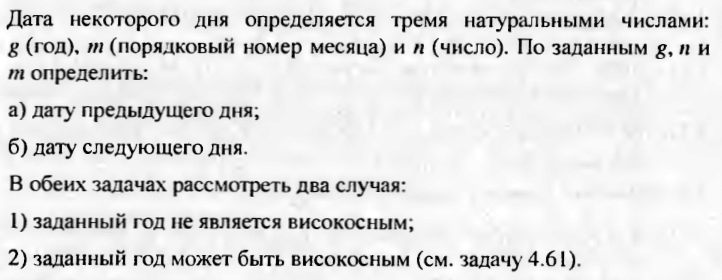 Дата некоторого дня определяется тремя натуральными числами:
g (год), m (порядковый номер месяца) и n (число). По заданным g, n и
m определить:
а) дату предыдущего дня;
б) дату следующего дня.
В обеих задачах рассмотреть два случая:
1) заданный год не является високосным;
2) заданный год может быть високосным (см. задачу 4.61).